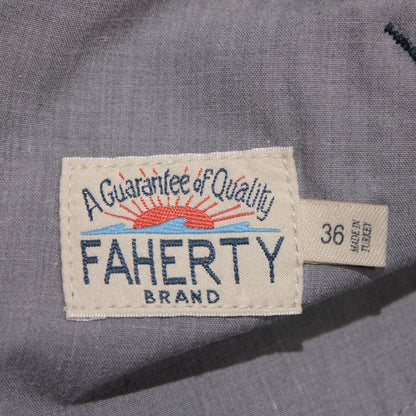 A Guarantee of Quality
FAHERTY
BRAND
36
MADE IN
TURKEY